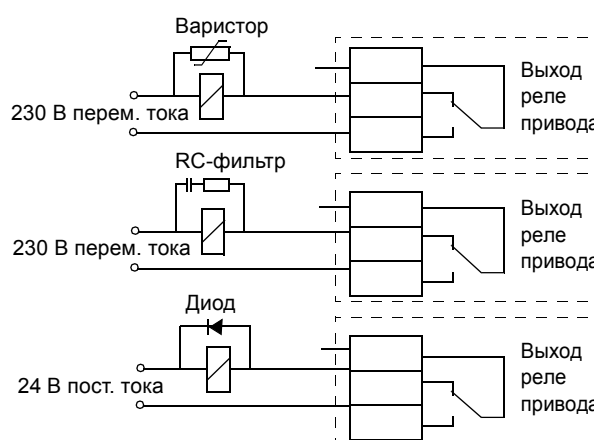 Варистор
230 В перем. тока
Выход
реле
привода
RC-фильтр
230 В перем. тока
Выход
реле
привода
Диод
24 В пост. тока
Выход
реле
привода